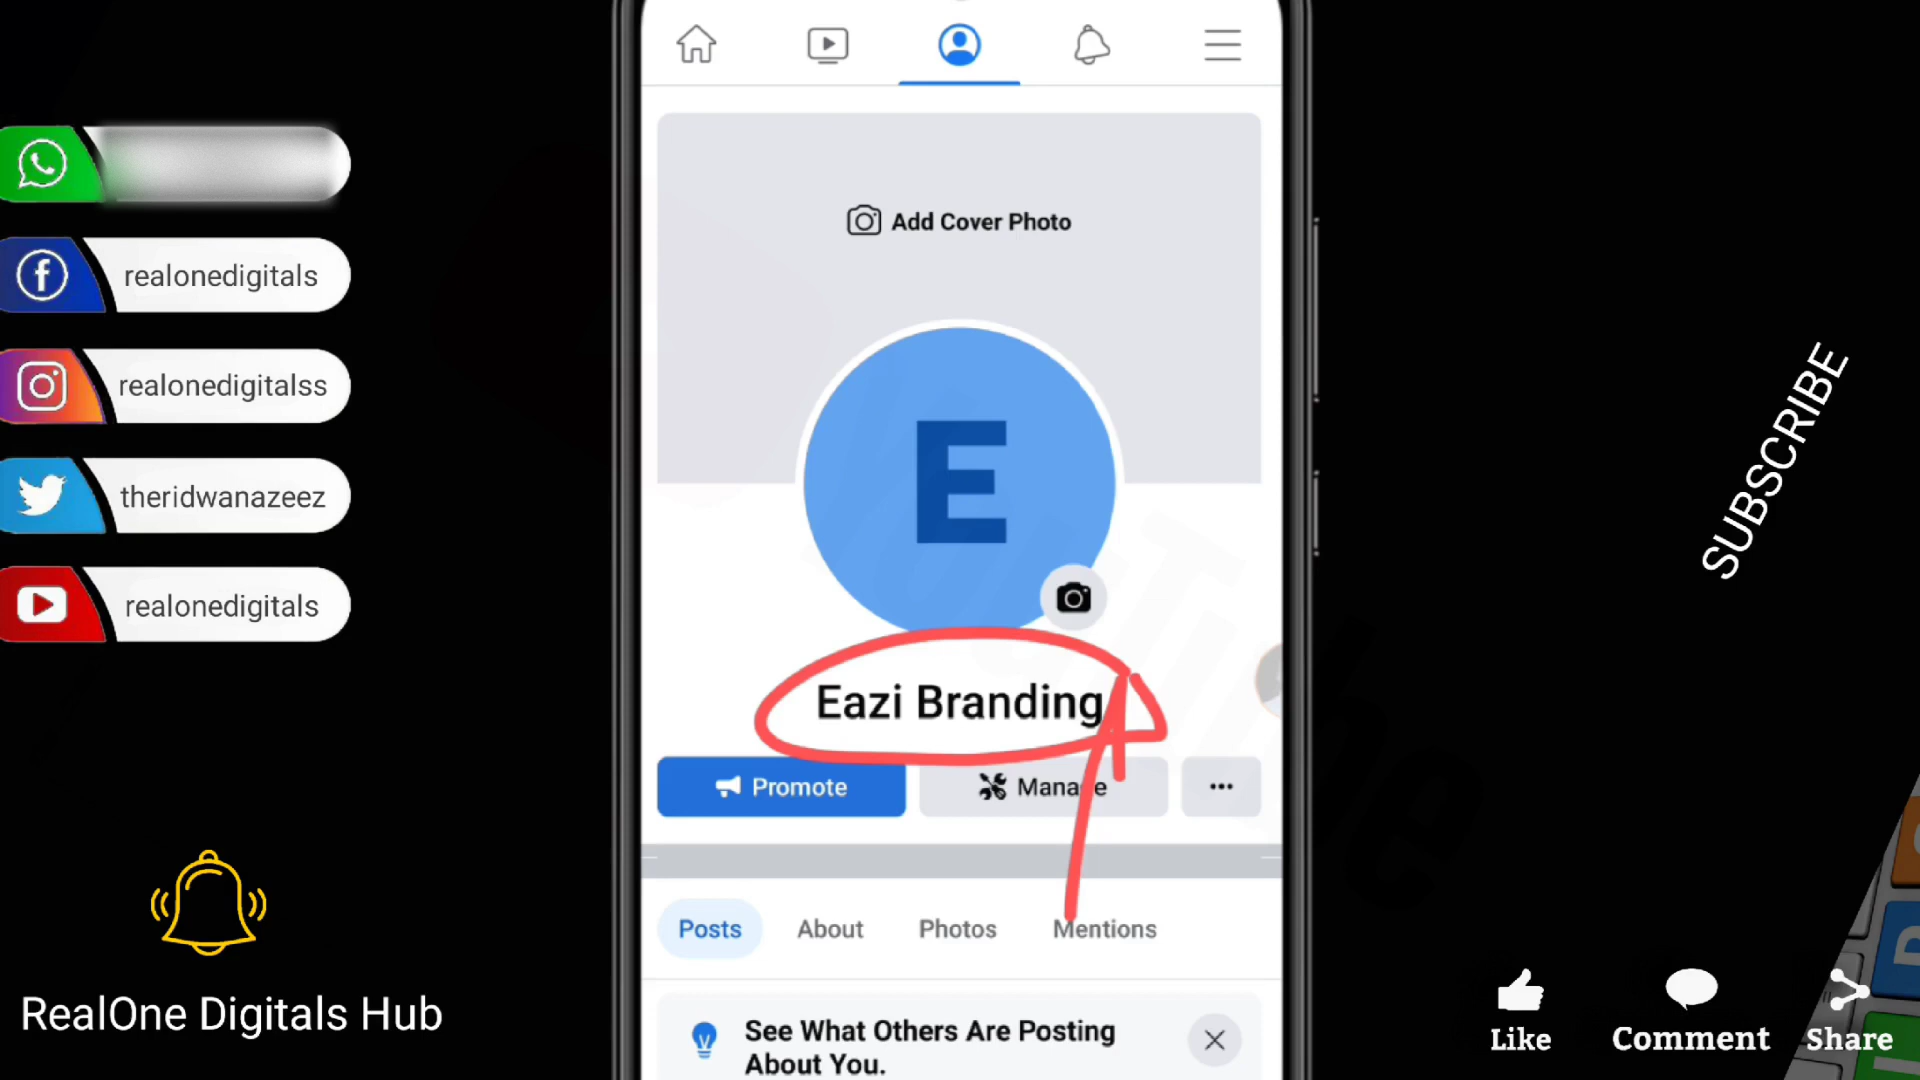 realonedigitals
realonedigitalss
theridwanazeez
realonedigitals
RealOne Digitals Hub
Add Cover Photo
E
Eazi Branding
Promote
Manage
Posts
About
Photos
Mentions
See What Others Are Posting
About You.
SUBSCRIBE
Like
Comment
Share